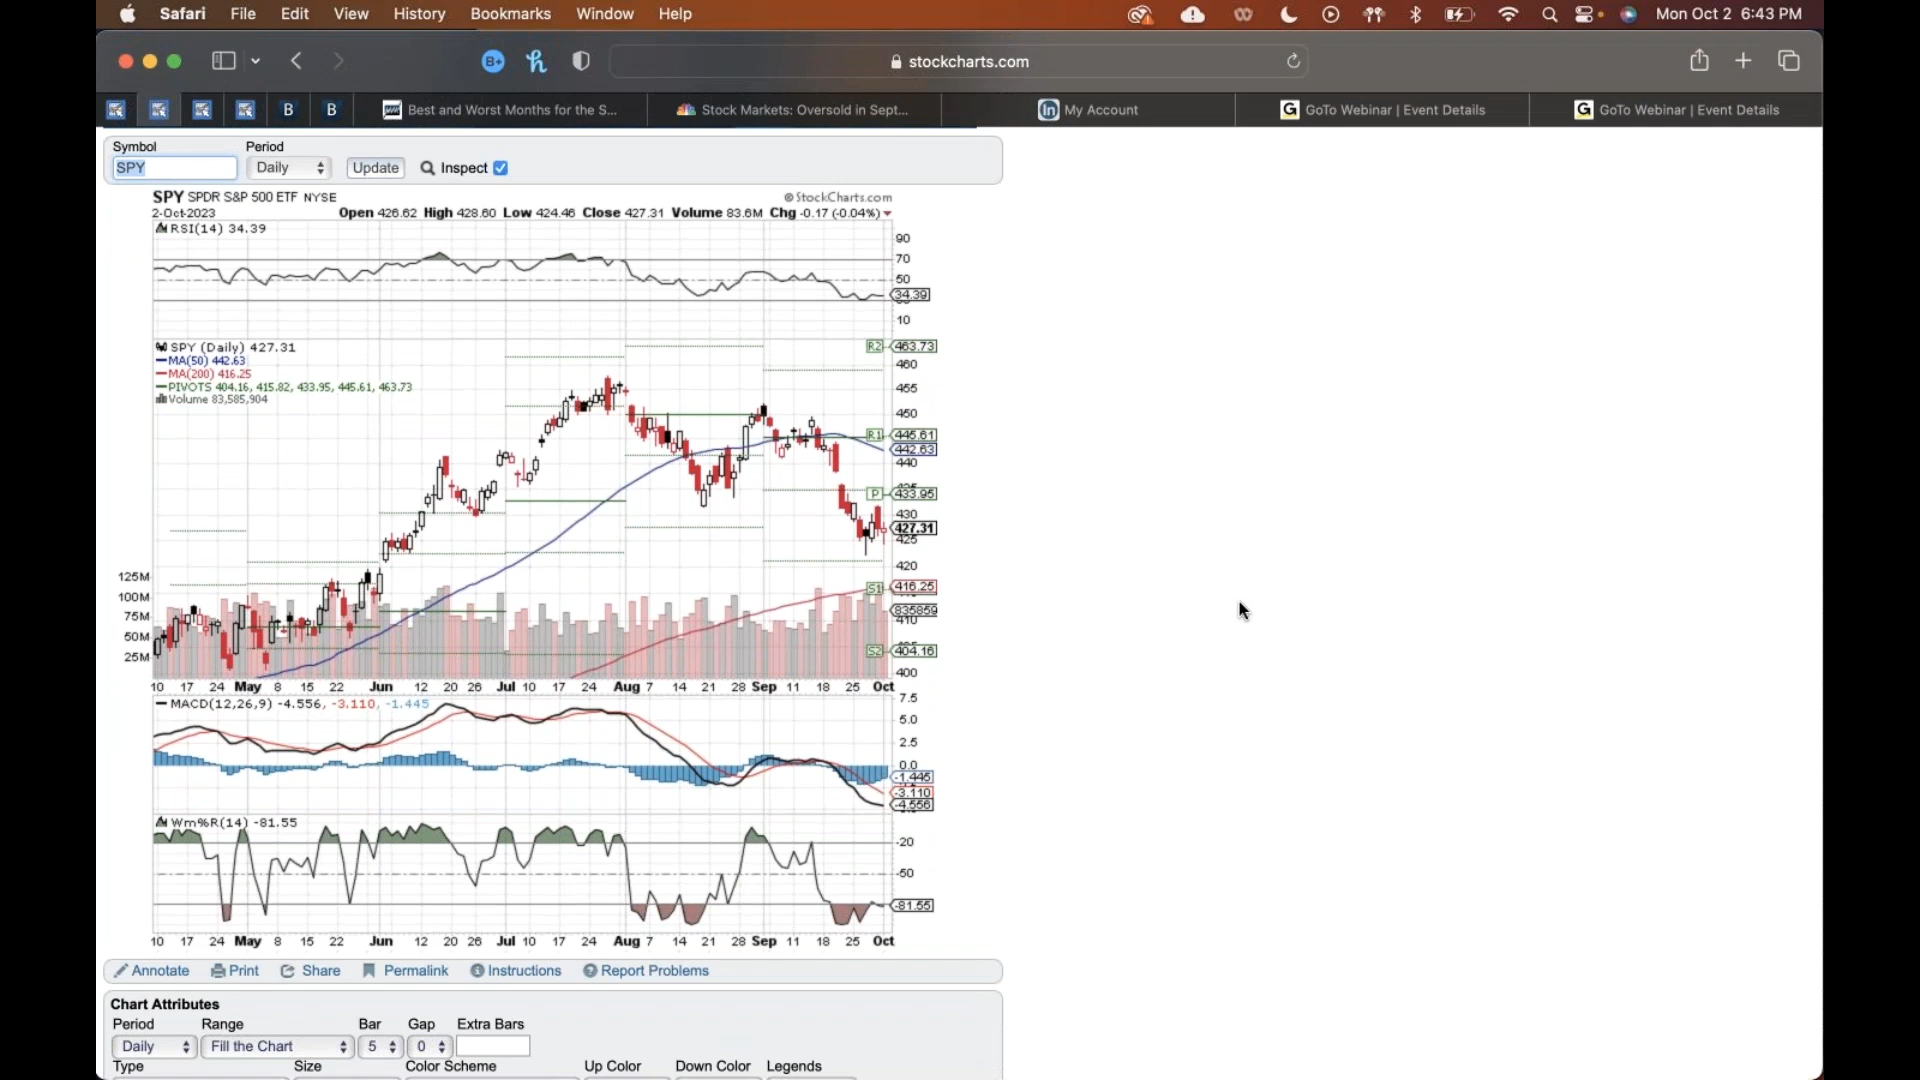 Safari File Edit View History Bookmarks Window Help Mon Oct 2 6:43 PM
stockcharts.com
B B Best and Worst Months for the S... Stock Markets: Oversold in Sept... in My Account G GoTo Webinar | Event Details G GoTo Webinar | Event Details
Symbol Period
SPY Daily Update Inspect
SPY SPDR S&P 500 ETF NYSE © StockCharts.com
2-Oct-2023 Open 426.62 High 428.60 Low 424.46 Close 427.31 Volume 83.6M Chg -0.17 (-0.04%)
RSI(14) 34.39
90
70
50
34.39
10
SPY (Daily) 427.31
R2 463.73
MA(50) 442.63
460
MA(200) 416.25
PIVOTS 404.16, 415.82, 433.95, 445.61, 463.73
455
Volume 83,585,904
450
R1 445.61
442.63
440
P 433.95
430
427.31
425
420
125M
S1 416.25
100M
835859
75M
410
50M
S2 404.16
25M
400
10 17 24 May 8 15 22 Jun 12 20 26 Jul 10 17 24 Aug 7 14 21 28 Sep 11 18 25 Oct
MACD(12,26,9) -4.556, -3.110, -1.445
7.5
5.0
2.5
0.0
-1.445
-3.110
-4.556
Wm%R(14) -81.55
-20
-50
-81.55
10 17 24 May 8 15 22 Jun 12 20 26 Jul 10 17 24 Aug 7 14 21 28 Sep 11 18 25 Oct
Annotate Print Share Permalink Instructions Report Problems
Chart Attributes
Period Range Bar Gap Extra Bars
Daily Fill the Chart 5 0
Type Size Color Scheme Up Color Down Color Legends